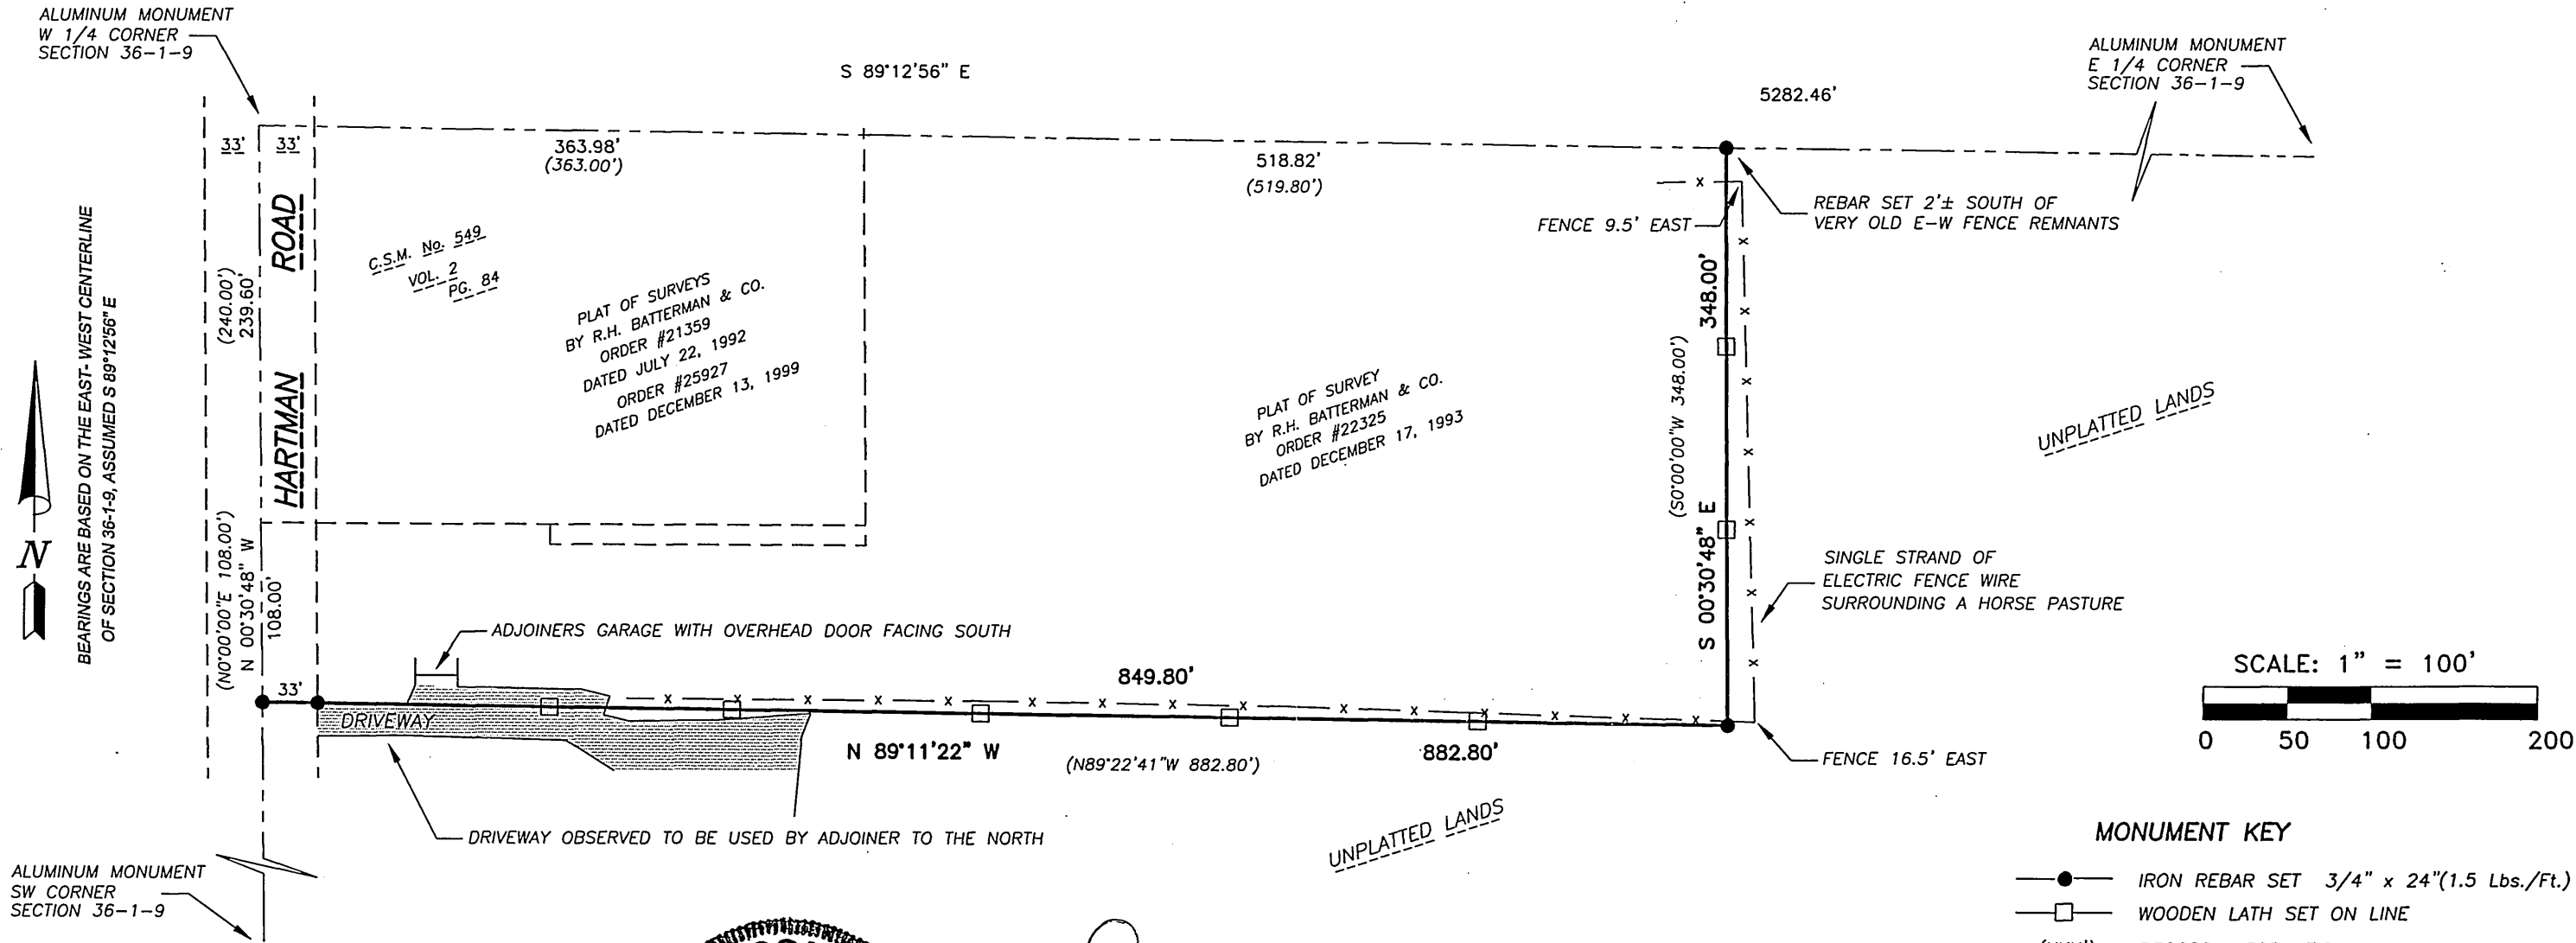 ALUMINUM MONUMENT
W 1/4 CORNER
SECTION 36-1-9
S 89°12'56" E
5282.46'
ALUMINUM MONUMENT
E 1/4 CORNER
SECTION 36-1-9
33'
33'
363.98'
(363.00')
518.82'
(519.80')
FENCE 9.5' EAST
REBAR SET 2'± SOUTH OF
VERY OLD E-W FENCE REMNANTS
BEARINGS ARE BASED ON THE EAST-WEST CENTERLINE
OF SECTION 36-1-9, ASSUMED S 89°12'56" E
N
HARTMAN ROAD
(240.00')
239.60'
C.S.M. No. 549
VOL. 2
PG. 84
PLAT OF SURVEYS
BY R.H. BATTERMAN & CO.
ORDER #21359
DATED JULY 22, 1992
ORDER #25927
DATED DECEMBER 13, 1999
PLAT OF SURVEY
BY R.H. BATTERMAN & CO.
ORDER #22325
DATED DECEMBER 17, 1993
(S0°00'00"W 348.00')
S 00°30'48" E 348.00'
UNPLATTED LANDS
(N0°00'00"E 108.00')
N 00°30'48" W
108.00'
SINGLE STRAND OF
ELECTRIC FENCE WIRE
SURROUNDING A HORSE PASTURE
ADJOINERS GARAGE WITH OVERHEAD DOOR FACING SOUTH
33'
849.80'
DRIVEWAY
N 89°11'22" W
882.80'
(N89°22'41"W 882.80')
FENCE 16.5' EAST
SCALE: 1" = 100'
0 50 100 200
DRIVEWAY OBSERVED TO BE USED BY ADJOINER TO THE NORTH
UNPLATTED LANDS
ALUMINUM MONUMENT
SW CORNER
SECTION 36-1-9
MONUMENT KEY
IRON REBAR SET 3/4" x 24"(1.5 Lbs./Ft.)
WOODEN LATH SET ON LINE